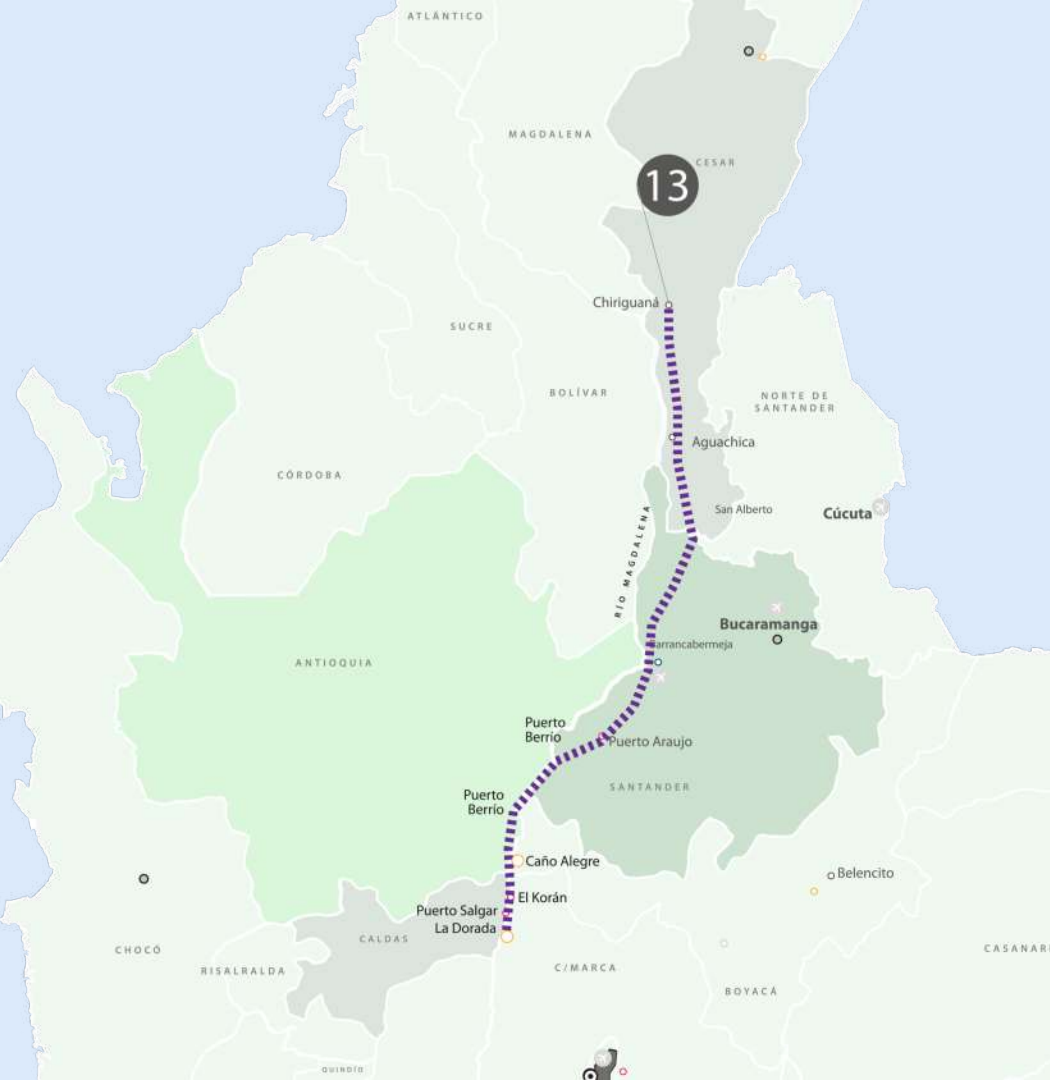 ATLÁNTICO
MAGDALENA
CESAR
13
Chiriguaná
SUCRE
BOLÍVAR
NORTE DE
SANTANDER
Aguachica
CÓRDOBA
San Alberto
Cúcuta
RÍO MAGDALENA
Bucaramanga
Barrancabermeja
ANTIOQUIA
Puerto
Berrío
Puerto Araujo
SANTANDER
Puerto
Berrío
Caño Alegre
Belencito
El Korán
Puerto Salgar
La Dorada
CALDAS
CHOCÓ
RISALRALDA
C/MARCA
CASANAR
BOYACÁ
QUINDÍO